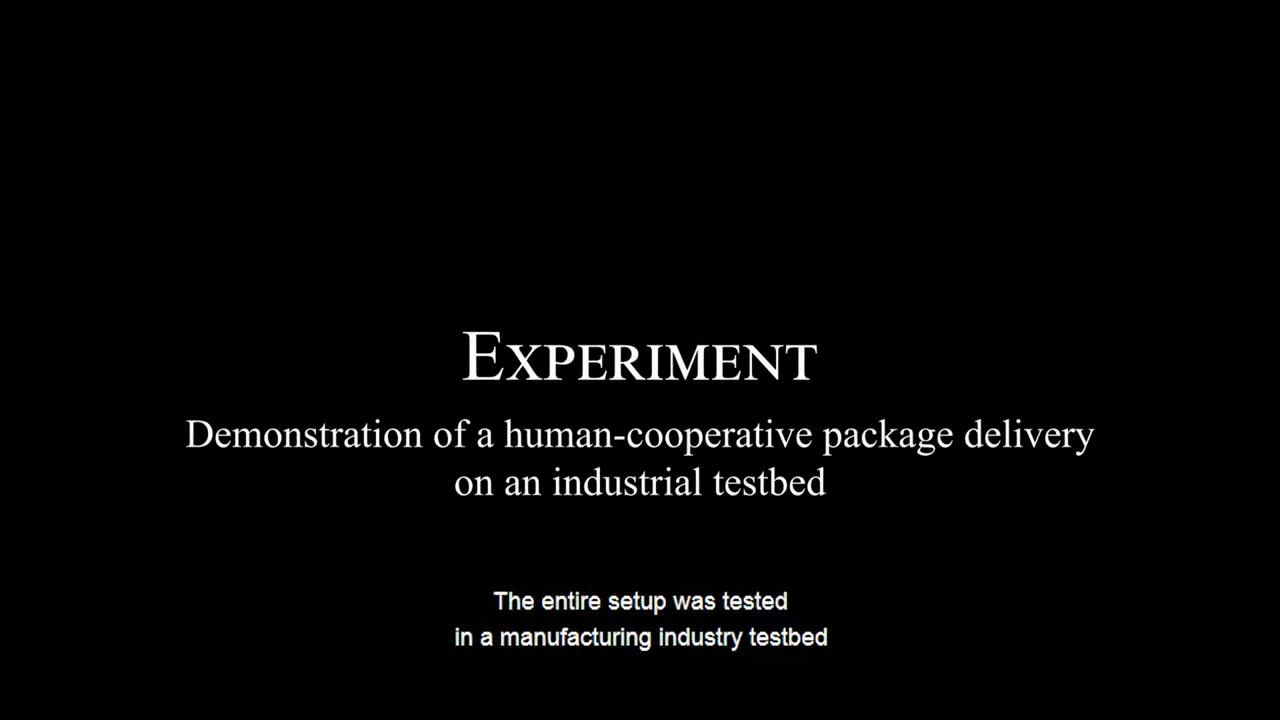 EXPERIMENT
Demonstration of a human-cooperative package delivery
on an industrial testbed
The entire setup was tested
in a manufacturing industry testbed